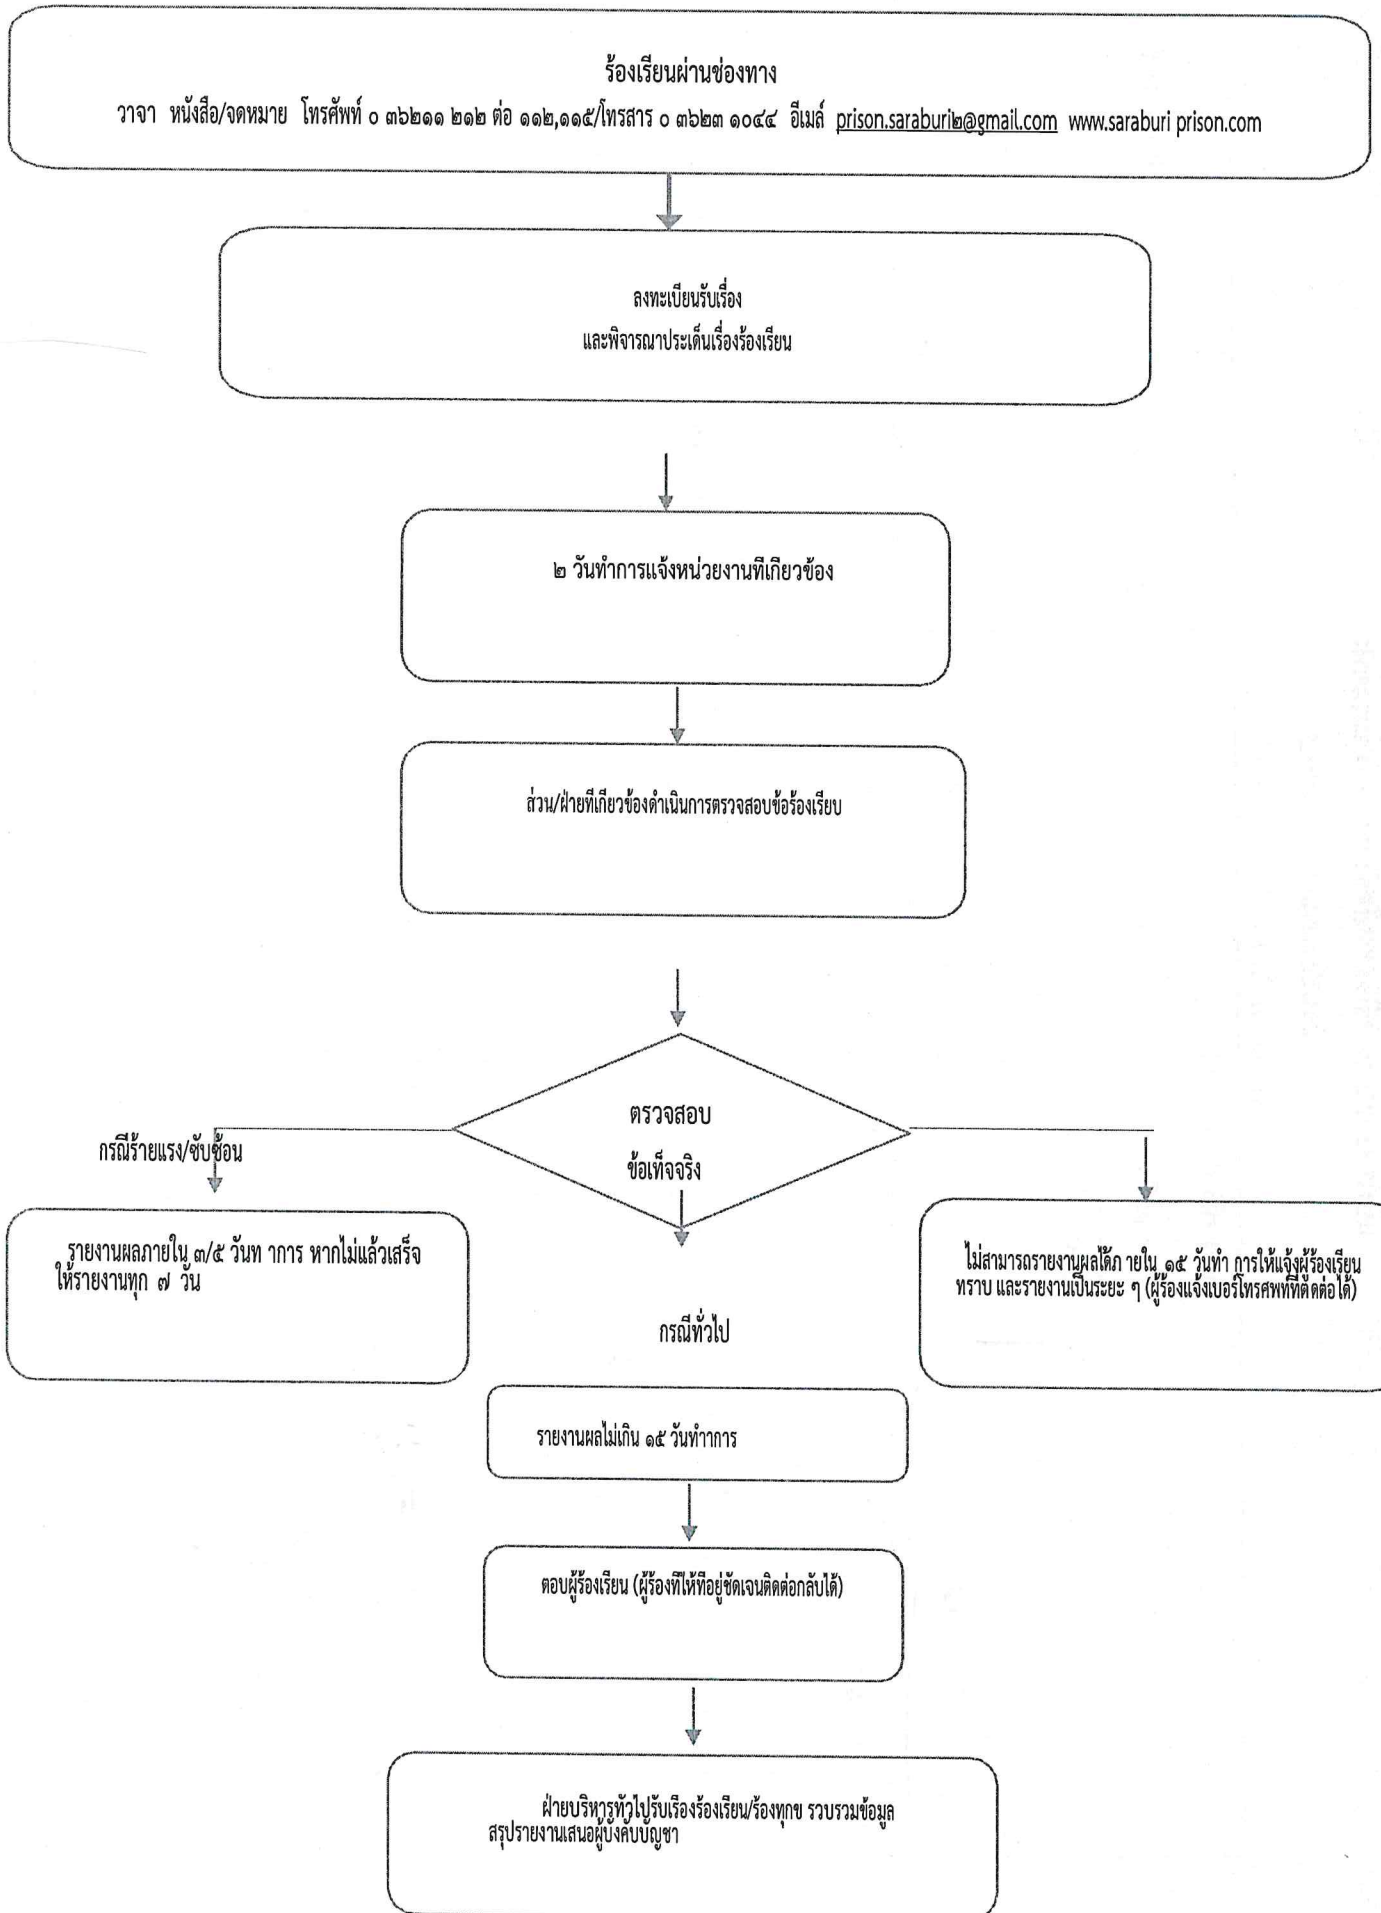 ร้องเรียนผ่านช่องทาง
วาจา หนังสือ/จดหมาย โทรศัพท์ ๐ ๓๖๒๑๑ ๒๑๒ ต่อ ๑๑๒,๑๑๕/โทรสาร ๐ ๓๖๒๓ ๑๐๔๔ อีเมล์ prison.saraburi๒@gmail.com www.saraburi prison.com
ลงทะเบียนรับเรื่อง
และพิจารณาประเด็นเรื่องร้องเรียน
๒ วันทำการแจ้งหน่วยงานทีเกียวข้อง
ส่วน/ฝ่ายทีเกียวข้องดำเนินการตรวจสอบข้อร้องเรียบ
ตรวจสอบ
ข้อเท็จจริง
กรณีร้ายแรง/ซับซ้อน
รายงานผลภายใน ๓/๕ วันท าการ หากไม่แล้วเสร็จ
ให้รายงานทุก ๗ วัน
ไม่สามารถรายงานผลได้ภ ายใน ๑๕ วันทำ การให้แจ้งผู้ร้องเรียน
ทราบ และรายงานเป็นระยะ ๆ (ผู้ร้องแจ้งเบอร์โทรศพทที่ตดต่อได้)
กรณีทั่วไป
รายงานผลไม่เกิน ๑๕ วันทำาการ
ตอบผู้ร้องเรียน (ผู้ร้องทีให้ทีอยู่ชัดเจนติดต่อกลับได้)
ฝ่ายบริหารทัวไปรับเรืองร้องเรียน/ร้องทุกข รวบรวมข้อมูล
สรุปรายงานเสนอผู้บังคับบัญชา